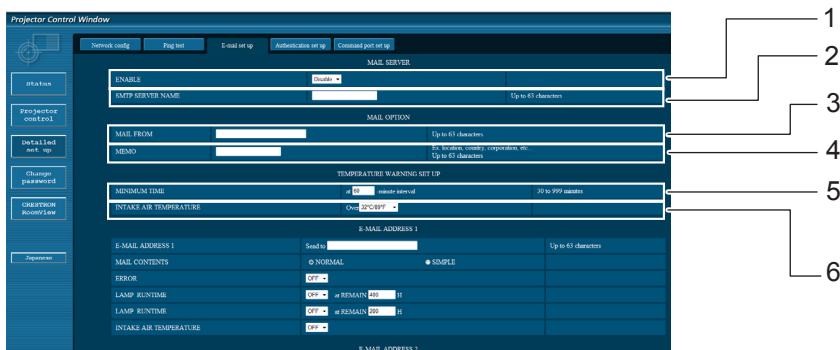 Projector Control Window
Network config Ping test E-mail set up Authentication set up Command port set up
Status
Projector control
Detailed set up
Change password
CRESTRON RoomView
Japanese
MAIL SERVER
ENABLE Disable
SMTP SERVER NAME Up to 63 characters
MAIL OPTION
MAIL FROM Up to 63 characters
MEMO Ex. location, country, corporation, etc...
Up to 63 characters
TEMPERATURE WARNING SET UP
MINIMUM TIME at 60 minute interval 30 to 999 minutes
INTAKE AIR TEMPERATURE Over 32°C/89°F
E-MAIL ADDRESS 1
E-MAIL ADDRESS 1 Send to Up to 63 characters
MAIL CONTENTS NORMAL SIMPLE
ERROR OFF
LAMP RUNTIME OFF at REMAIN 400 H
LAMP RUNTIME OFF at REMAIN 200 H
INTAKE AIR TEMPERATURE OFF
E-MAIL ADDRESS 2
1
2
3
4
5
6